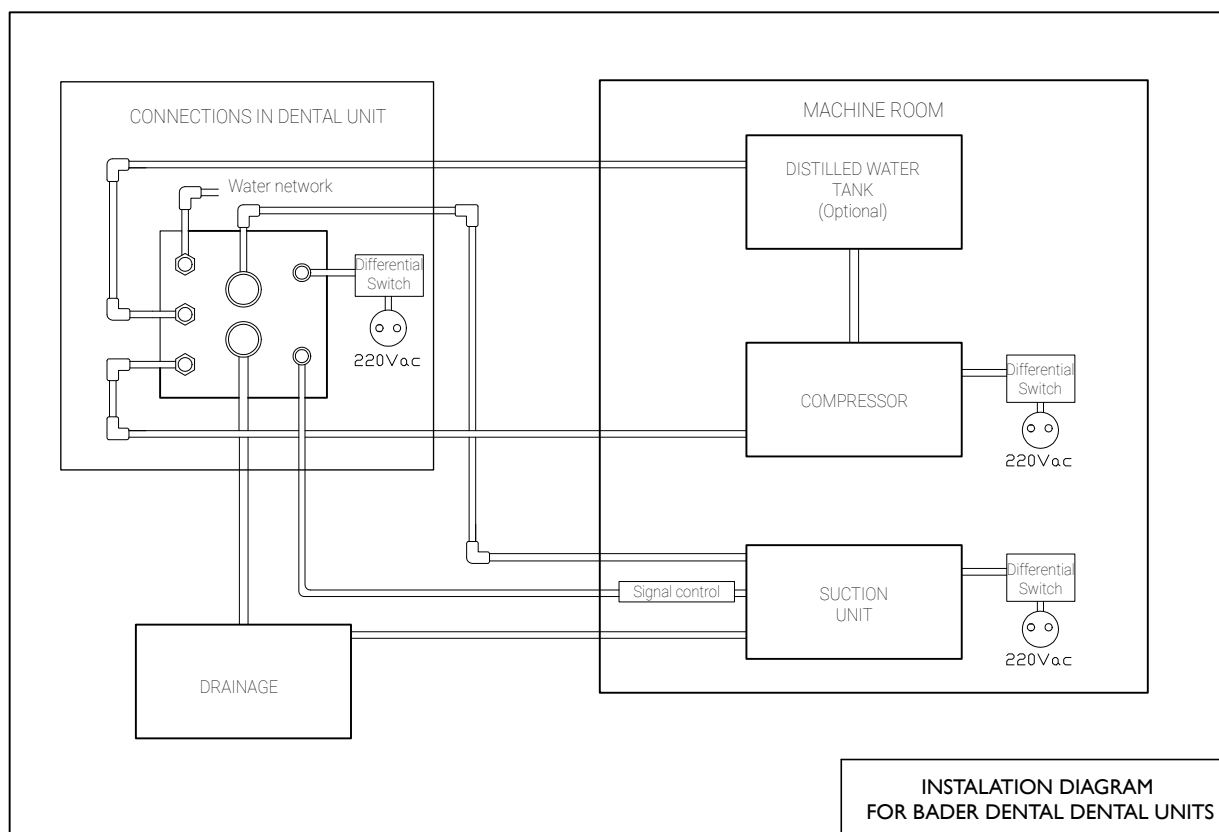 CONNECTIONS IN DENTAL UNIT
Water network
Differential
Switch
220Vac
MACHINE ROOM
DISTILLED WATER
TANK
(Optional)
COMPRESSOR
Differential
Switch
220Vac
Signal control
SUCTION
UNIT
Differential
Switch
220Vac
DRAINAGE
INSTALATION DIAGRAM
FOR BADER DENTAL DENTAL UNITS